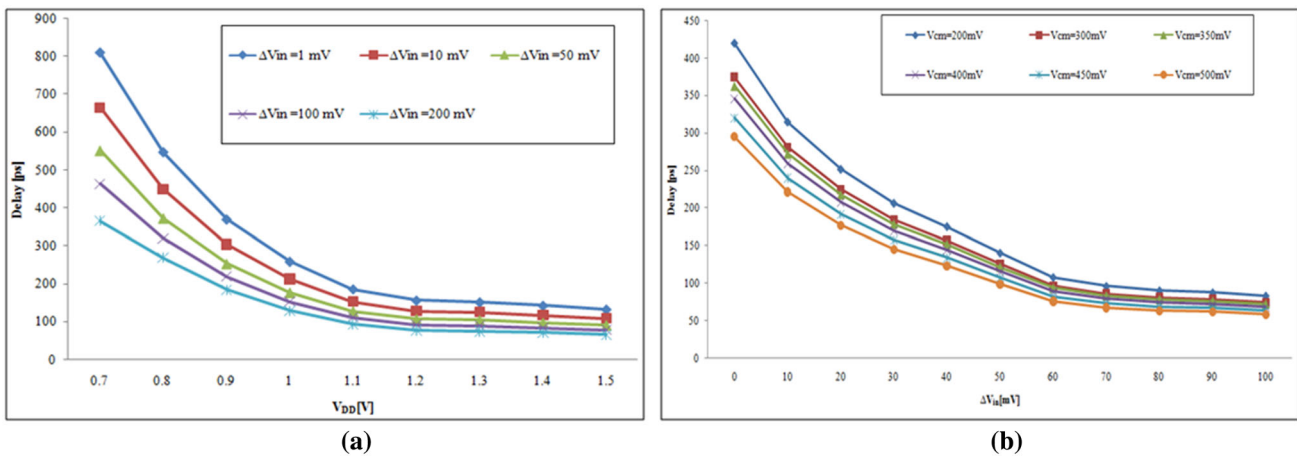 900
800
700
600
500
400
300
200
100
0
Delay [ps]
ΔVin =1 mV
ΔVin =10 mV
ΔVin =50 mV
ΔVin =100 mV
ΔVin =200 mV
0.7 0.8 0.9 1 1.1 1.2 1.3 1.4 1.5
VDD[V]
(a)
450
400
350
300
250
200
150
100
50
0
Delay [ps]
Vcm=200mV
Vcm=300mV
Vcm=350mV
Vcm=400mV
Vcm=450mV
Vcm=500mV
0 10 20 30 40 50 60 70 80 90 100
ΔVin[mV]
(b)